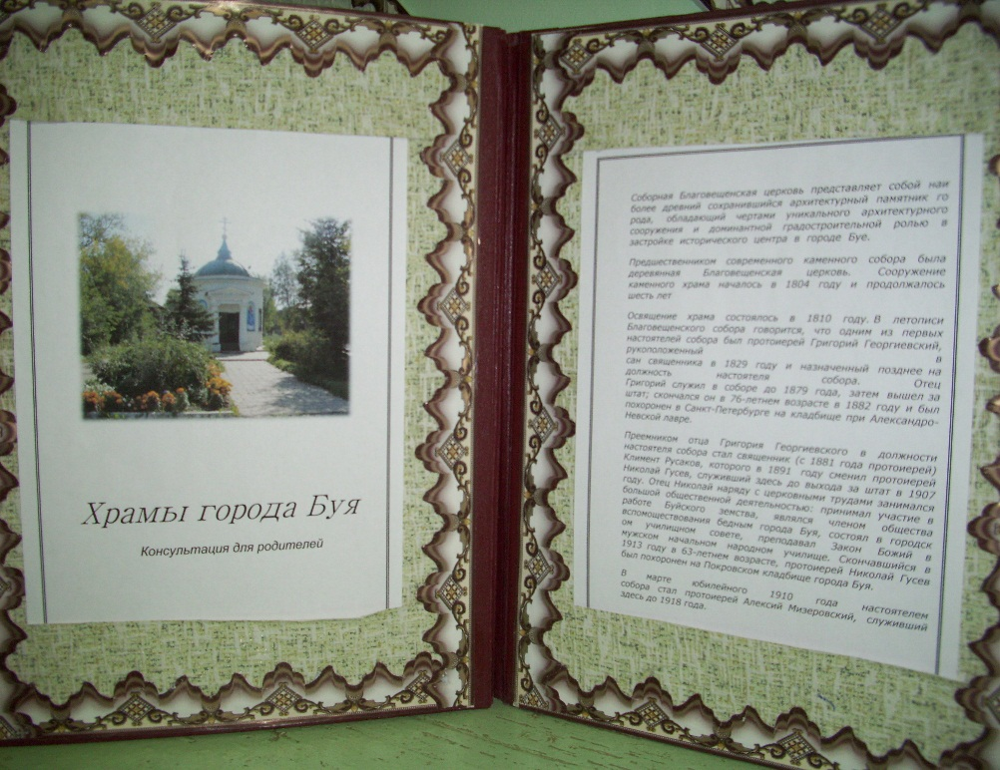 Храмы города Буя
Консультация для родителей
Соборная Благовещенская церковь представляет собой наи
более древний сохранившийся архитектурный памятник го
рода, обладающий чертами уникального архитектурного
сооружения и доминантной градостроительной ролью в
застройке исторического центра в городе Буе.
Предшественником современного каменного собора была
деревянная Благовещенская церковь. Сооружение
каменного храма началось в 1804 году и продолжалось
шесть лет
Освящение храма состоялось в 1810 году. В летописи
Благовещенского собора говорится, что одним из первых
настоятелей собора был протоиерей Григорий Георгиевский,
рукоположенный в
сан священника в 1829 году и назначенный позднее на
должность настоятеля собора. Отец
Григорий служил в соборе до 1879 года, затем вышел за
штат; скончался он в 76-летнем возрасте в 1882 году и был
похоронен в Санкт-Петербурге на кладбище при Александро-
Невской лавре.
Преемником отца Григория Георгиевского в должности
настоятеля собора стал священник (с 1881 года протоиерей)
Климент Русаков, которого в 1891 году сменил протоиерей
Николай Гусев, служивший здесь до выхода за штат в 1907
году. Отец Николай наряду с церковными трудами занимался
большой общественной деятельностью: принимал участие в
работе Буйского земства, являлся членом общества
вспомоществования бедным города Буя, состоял в городск
ом училищном совете, преподавал Закон Божий в
мужском начальном народном училище. Скончавшийся в
1913 году в 63-летнем возрасте, протоиерей Николай Гусев
был похоронен на Покровском кладбище города Буя.
В марте юбилейного 1910 года настоятелем
собора стал протоиерей Алексий Мизеровский, служивший
здесь до 1918 года.